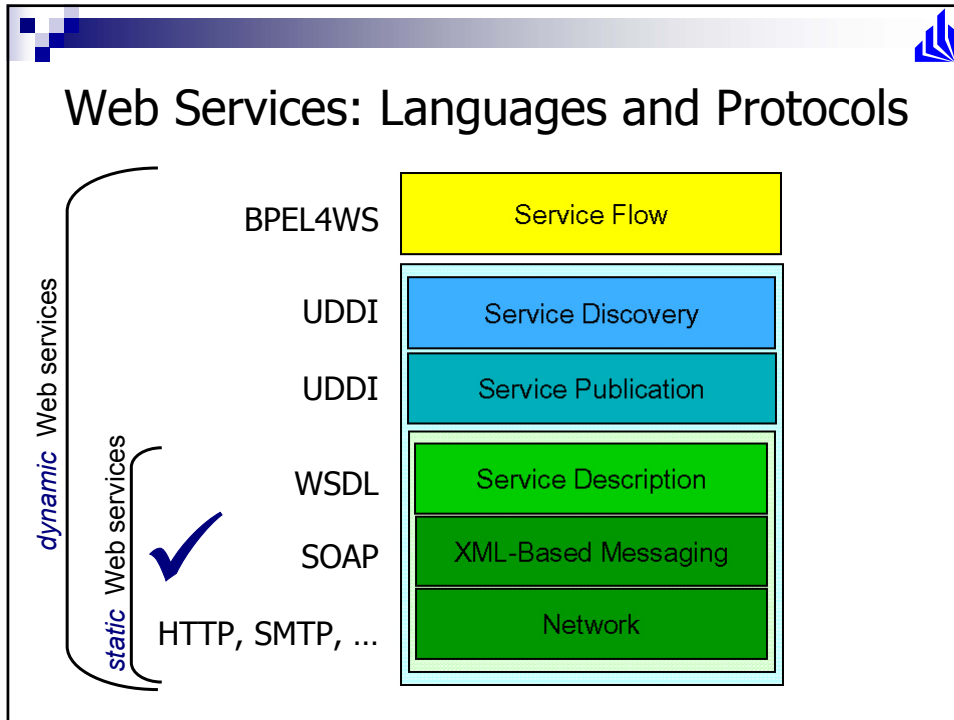 Web Services: Languages and Protocols
BPEL4WS
Service Flow
UDDI
Service Discovery
UDDI
Service Publication
WSDL
Service Description
SOAP
XML-Based Messaging
HTTP, SMTP, …
Network
dynamic Web services
static Web services